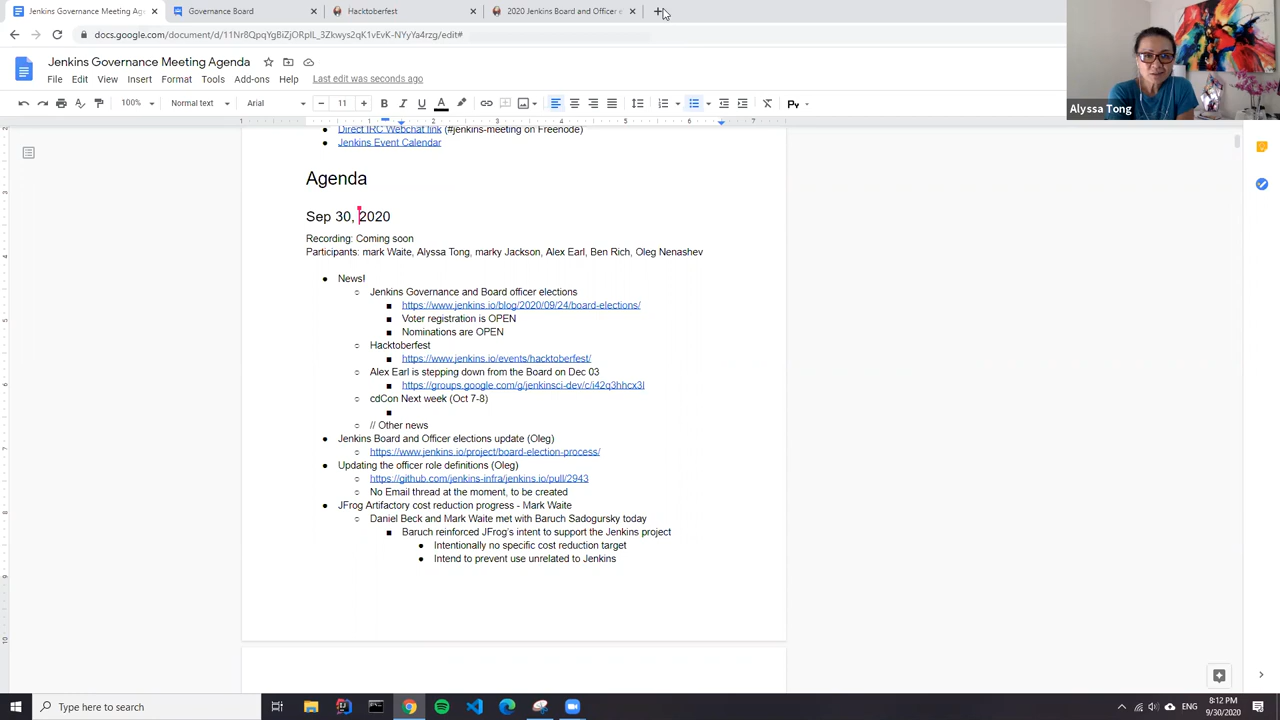 Jenkins Governance Meeting Age
Governance Board
Hacktoberfest
2020 Jenkins Board and Officer e
docs.google.com/document/d/11Nr8QpqYgBiZjORpIL_3Zkwys2qK1vEvK-NYyYa4rzg/edit#
Jenkins Governance Meeting Agenda
File Edit View Insert Format Tools Add-ons Help Last edit was seconds ago
100% Normal text Arial 11
Alyssa Tong
Direct IRC Webchat link (#jenkins-meeting on Freenode)
Jenkins Event Calendar
Agenda
Sep 30, 2020
Recording: Coming soon
Participants: mark Waite, Alyssa Tong, marky Jackson, Alex Earl, Ben Rich, Oleg Nenashev
News!
Jenkins Governance and Board officer elections
https://www.jenkins.io/blog/2020/09/24/board-elections/
Voter registration is OPEN
Nominations are OPEN
Hacktoberfest
https://www.jenkins.io/events/hacktoberfest/
Alex Earl is stepping down from the Board on Dec 03
https://groups.google.com/g/jenkinsci-dev/c/i42q3hhcx3I
cdCon Next week (Oct 7-8)
// Other news
Jenkins Board and Officer elections update (Oleg)
https://www.jenkins.io/project/board-election-process/
Updating the officer role definitions (Oleg)
https://github.com/jenkins-infra/jenkins.io/pull/2943
No Email thread at the moment, to be created
JFrog Artifactory cost reduction progress - Mark Waite
Daniel Beck and Mark Waite met with Baruch Sadogursky today
Baruch reinforced JFrog's intent to support the Jenkins project
Intentionally no specific cost reduction target
Intend to prevent use unrelated to Jenkins
Type here to search
8:12 PM
9/30/2020